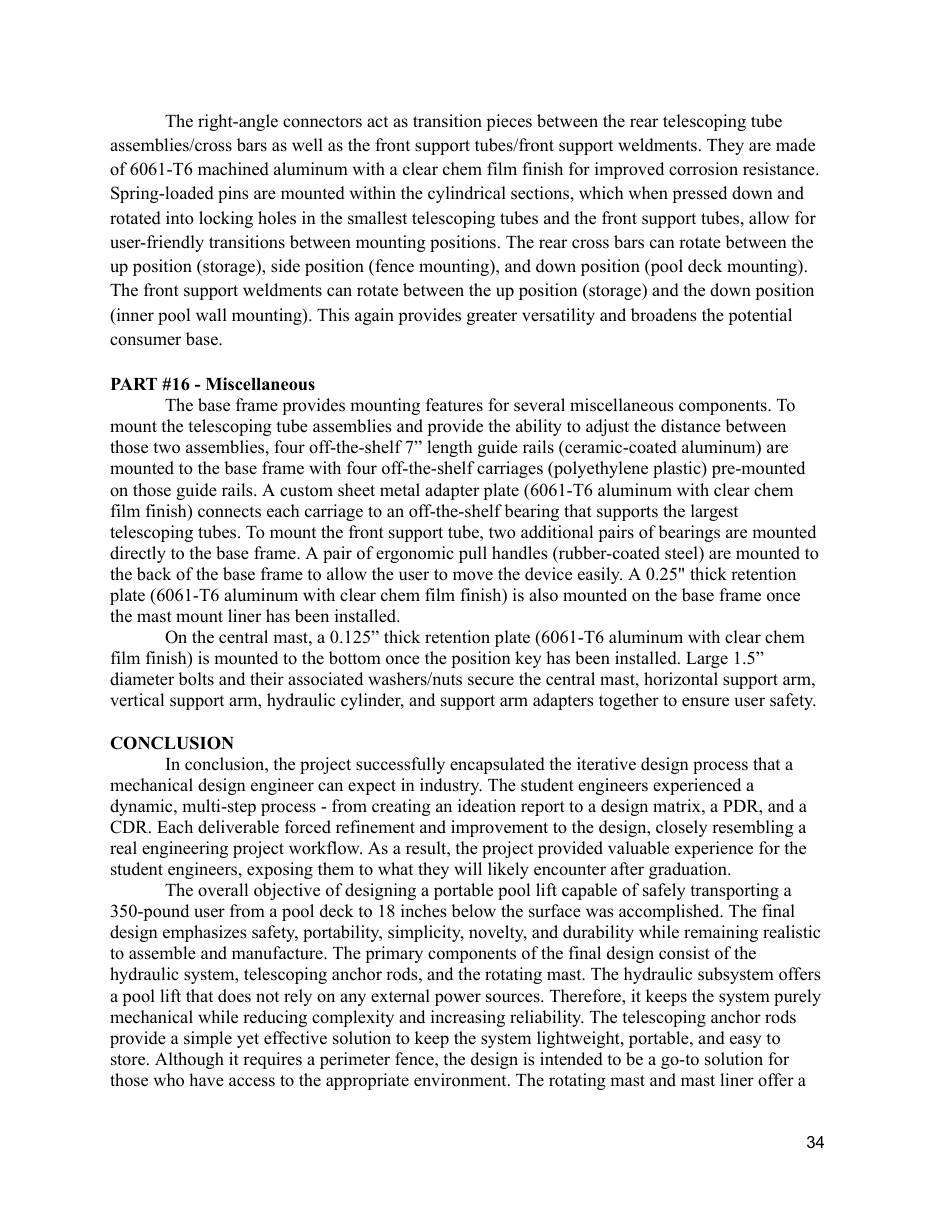 The right-angle connectors act as transition pieces between the rear telescoping tube
assemblies/cross bars as well as the front support tubes/front support weldments. They are made
of 6061-T6 machined aluminum with a clear chem film finish for improved corrosion resistance.
Spring-loaded pins are mounted within the cylindrical sections, which when pressed down and
rotated into locking holes in the smallest telescoping tubes and the front support tubes, allow for
user-friendly transitions between mounting positions. The rear cross bars can rotate between the
up position (storage), side position (fence mounting), and down position (pool deck mounting).
The front support weldments can rotate between the up position (storage) and the down position
(inner pool wall mounting). This again provides greater versatility and broadens the potential
consumer base.
PART #16 - Miscellaneous
The base frame provides mounting features for several miscellaneous components. To
mount the telescoping tube assemblies and provide the ability to adjust the distance between
those two assemblies, four off-the-shelf 7” length guide rails (ceramic-coated aluminum) are
mounted to the base frame with four off-the-shelf carriages (polyethylene plastic) pre-mounted
on those guide rails. A custom sheet metal adapter plate (6061-T6 aluminum with clear chem
film finish) connects each carriage to an off-the-shelf bearing that supports the largest
telescoping tubes. To mount the front support tube, two additional pairs of bearings are mounted
directly to the base frame. A pair of ergonomic pull handles (rubber-coated steel) are mounted to
the back of the base frame to allow the user to move the device easily. A 0.25" thick retention
plate (6061-T6 aluminum with clear chem film finish) is also mounted on the base frame once
the mast mount liner has been installed.
On the central mast, a 0.125” thick retention plate (6061-T6 aluminum with clear chem
film finish) is mounted to the bottom once the position key has been installed. Large 1.5”
diameter bolts and their associated washers/nuts secure the central mast, horizontal support arm,
vertical support arm, hydraulic cylinder, and support arm adapters together to ensure user safety.
CONCLUSION
In conclusion, the project successfully encapsulated the iterative design process that a
mechanical design engineer can expect in industry. The student engineers experienced a
dynamic, multi-step process - from creating an ideation report to a design matrix, a PDR, and a
CDR. Each deliverable forced refinement and improvement to the design, closely resembling a
real engineering project workflow. As a result, the project provided valuable experience for the
student engineers, exposing them to what they will likely encounter after graduation.
The overall objective of designing a portable pool lift capable of safely transporting a
350-pound user from a pool deck to 18 inches below the surface was accomplished. The final
design emphasizes safety, portability, simplicity, novelty, and durability while remaining realistic
to assemble and manufacture. The primary components of the final design consist of the
hydraulic system, telescoping anchor rods, and the rotating mast. The hydraulic subsystem offers
a pool lift that does not rely on any external power sources. Therefore, it keeps the system purely
mechanical while reducing complexity and increasing reliability. The telescoping anchor rods
provide a simple yet effective solution to keep the system lightweight, portable, and easy to
store. Although it requires a perimeter fence, the design is intended to be a go-to solution for
those who have access to the appropriate environment. The rotating mast and mast liner offer a
34